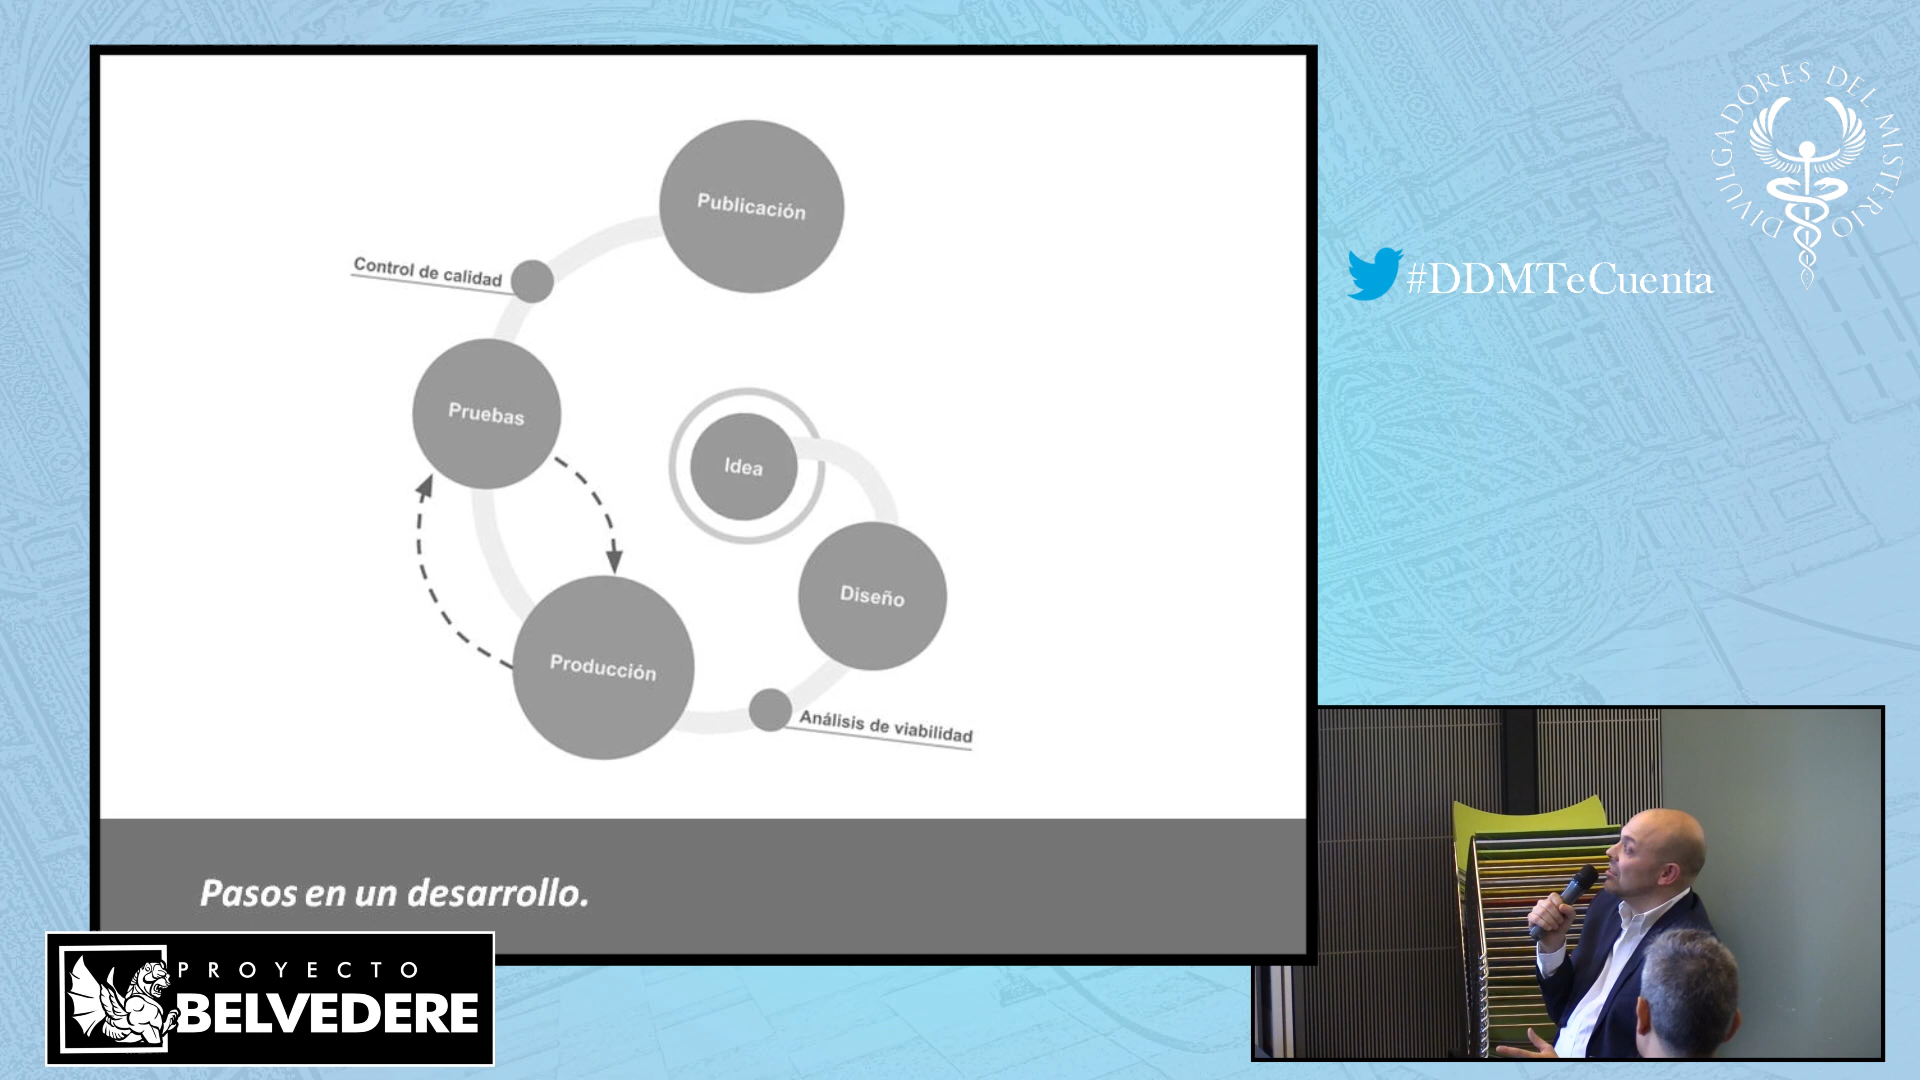 Publicación
Control de calidad
Pruebas
Idea
Diseño
Producción
Análisis de viabilidad
Pasos en un desarrollo.
DIVULGADORES DEL MISTERIO
#DDMTeCuenta
PROYECTO
BELVEDERE